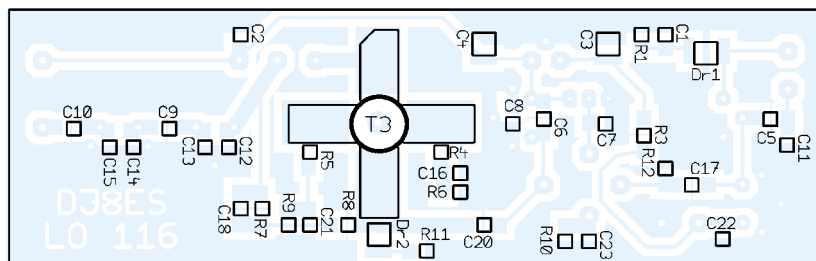 C2
C4
C3
R1
C1
Dr1
C10
C9
T3
C8
C6
C7
R3
C5
C11
C15
C14
C13
C12
R5
R4
C16
R6
R12
C17
DJ8ES
LO 116
C18
R7
R9
C21
R8
Dr2
R11
C20
R10
C23
C22